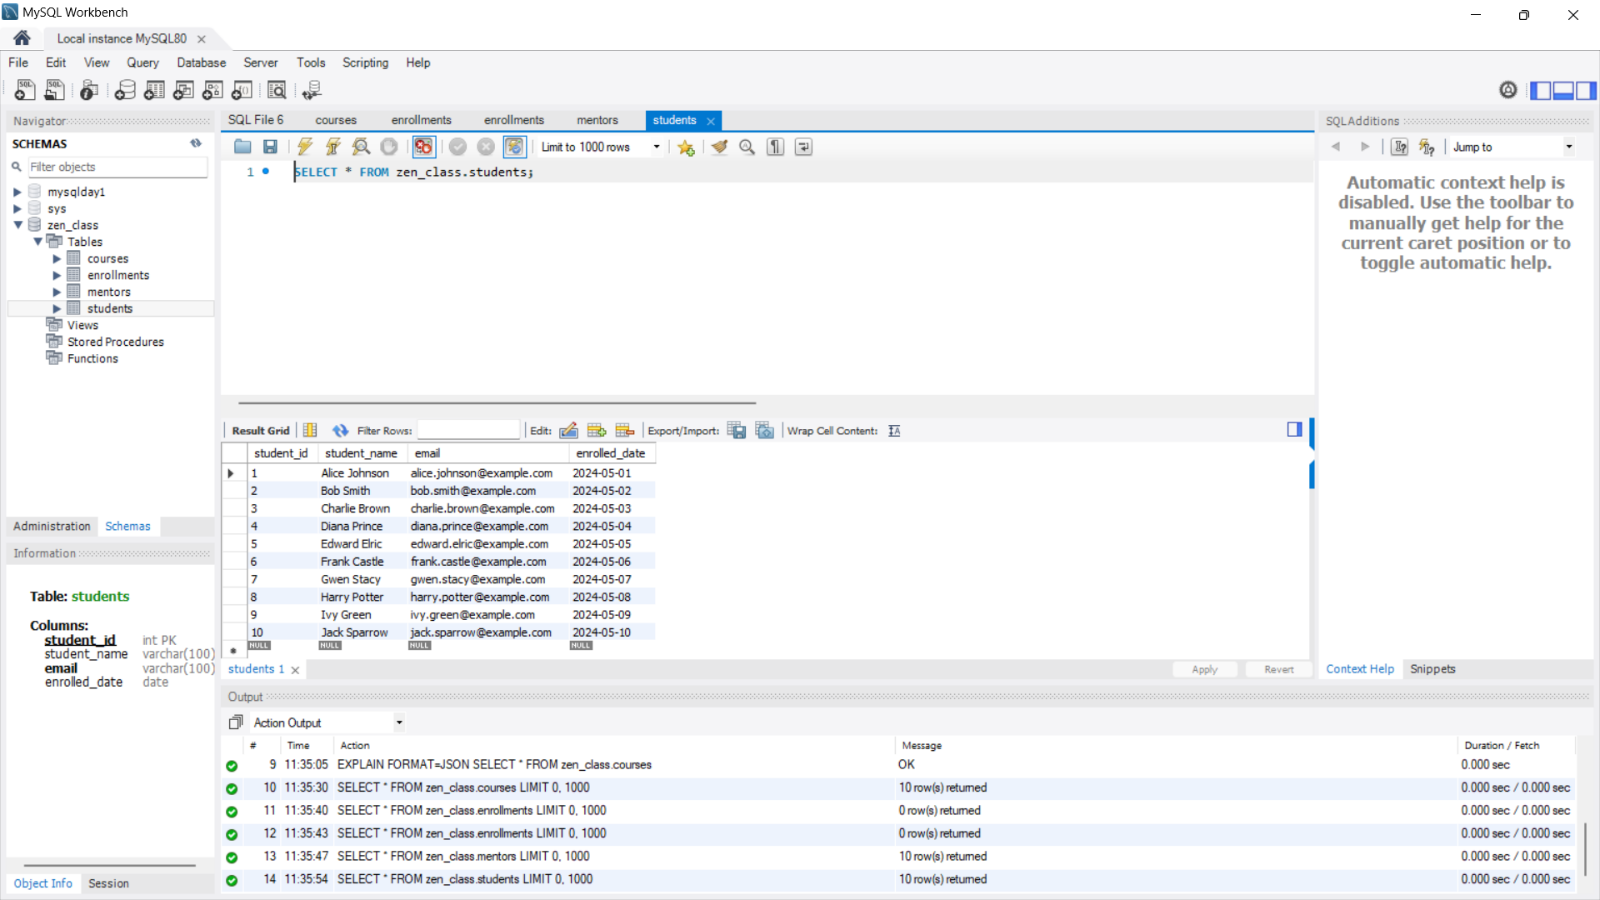 MySQL Workbench
Local instance MySQL80
File Edit View Query Database Server Tools Scripting Help
Navigator
SCHEMAS
Filter objects
mysqlday1
sys
zen_class
Tables
courses
enrollments
mentors
students
Views
Stored Procedures
Functions
Administration Schemas
Information
Table: students
Columns:
student_id int PK
student_name varchar(100)
email varchar(100)
enrolled_date date
Object Info Session
SQL File 6 courses enrollments enrollments mentors students
Limit to 1000 rows
1 SELECT * FROM zen_class.students;
Result Grid Filter Rows: Edit: Export/Import: Wrap Cell Content:
student_id student_name email enrolled_date
1 Alice Johnson alice.johnson@example.com 2024-05-01
2 Bob Smith bob.smith@example.com 2024-05-02
3 Charlie Brown charlie.brown@example.com 2024-05-03
4 Diana Prince diana.prince@example.com 2024-05-04
5 Edward Elric edward.elric@example.com 2024-05-05
6 Frank Castle frank.castle@example.com 2024-05-06
7 Gwen Stacy gwen.stacy@example.com 2024-05-07
8 Harry Potter harry.potter@example.com 2024-05-08
9 Ivy Green ivy.green@example.com 2024-05-09
10 Jack Sparrow jack.sparrow@example.com 2024-05-10
NULL NULL NULL NULL
students 1 Apply Revert
SQLAdditions
Jump to
Automatic context help is
disabled. Use the toolbar to
manually get help for the
current caret position or to
toggle automatic help.
Context Help Snippets
Output
Action Output
# Time Action Message Duration / Fetch
9 11:35:05 EXPLAIN FORMAT=JSON SELECT * FROM zen_class.courses OK 0.000 sec
10 11:35:30 SELECT * FROM zen_class.courses LIMIT 0, 1000 10 row(s) returned 0.000 sec / 0.000 sec
11 11:35:40 SELECT * FROM zen_class.enrollments LIMIT 0, 1000 0 row(s) returned 0.000 sec / 0.000 sec
12 11:35:43 SELECT * FROM zen_class.enrollments LIMIT 0, 1000 0 row(s) returned 0.000 sec / 0.000 sec
13 11:35:47 SELECT * FROM zen_class.mentors LIMIT 0, 1000 10 row(s) returned 0.000 sec / 0.000 sec
14 11:35:54 SELECT * FROM zen_class.students LIMIT 0, 1000 10 row(s) returned 0.000 sec / 0.000 sec